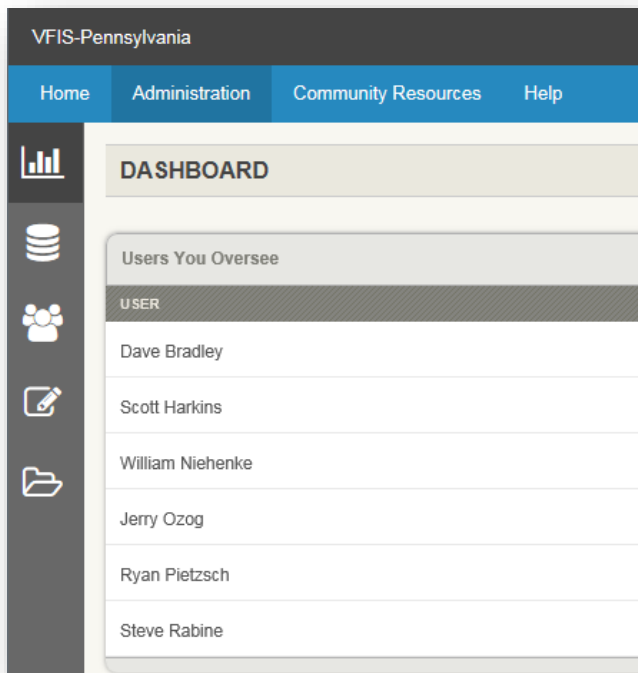 VFIS-Pennsylvania
Home Administration Community Resources Help
DASHBOARD
Users You Oversee
USER
Dave Bradley
Scott Harkins
William Niehenke
Jerry Ozog
Ryan Pietzsch
Steve Rabine